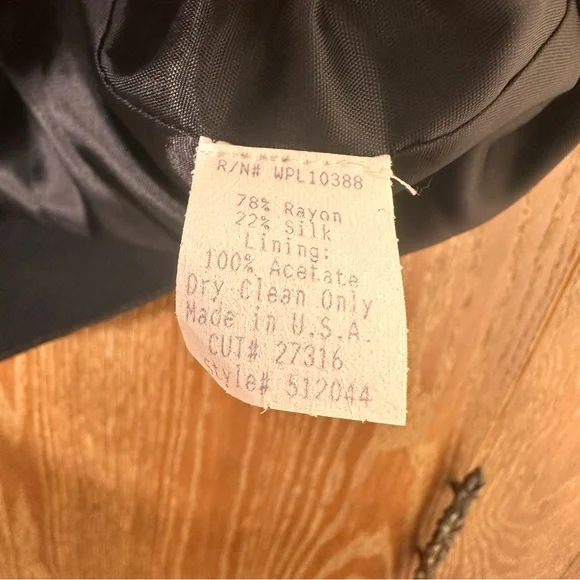 R/N# WPL10388
78% Rayon
22% Silk
Lining:
100% Acetate
Dry Clean Only
Made in U.S.A.
CUT# 27316
Style# 512044